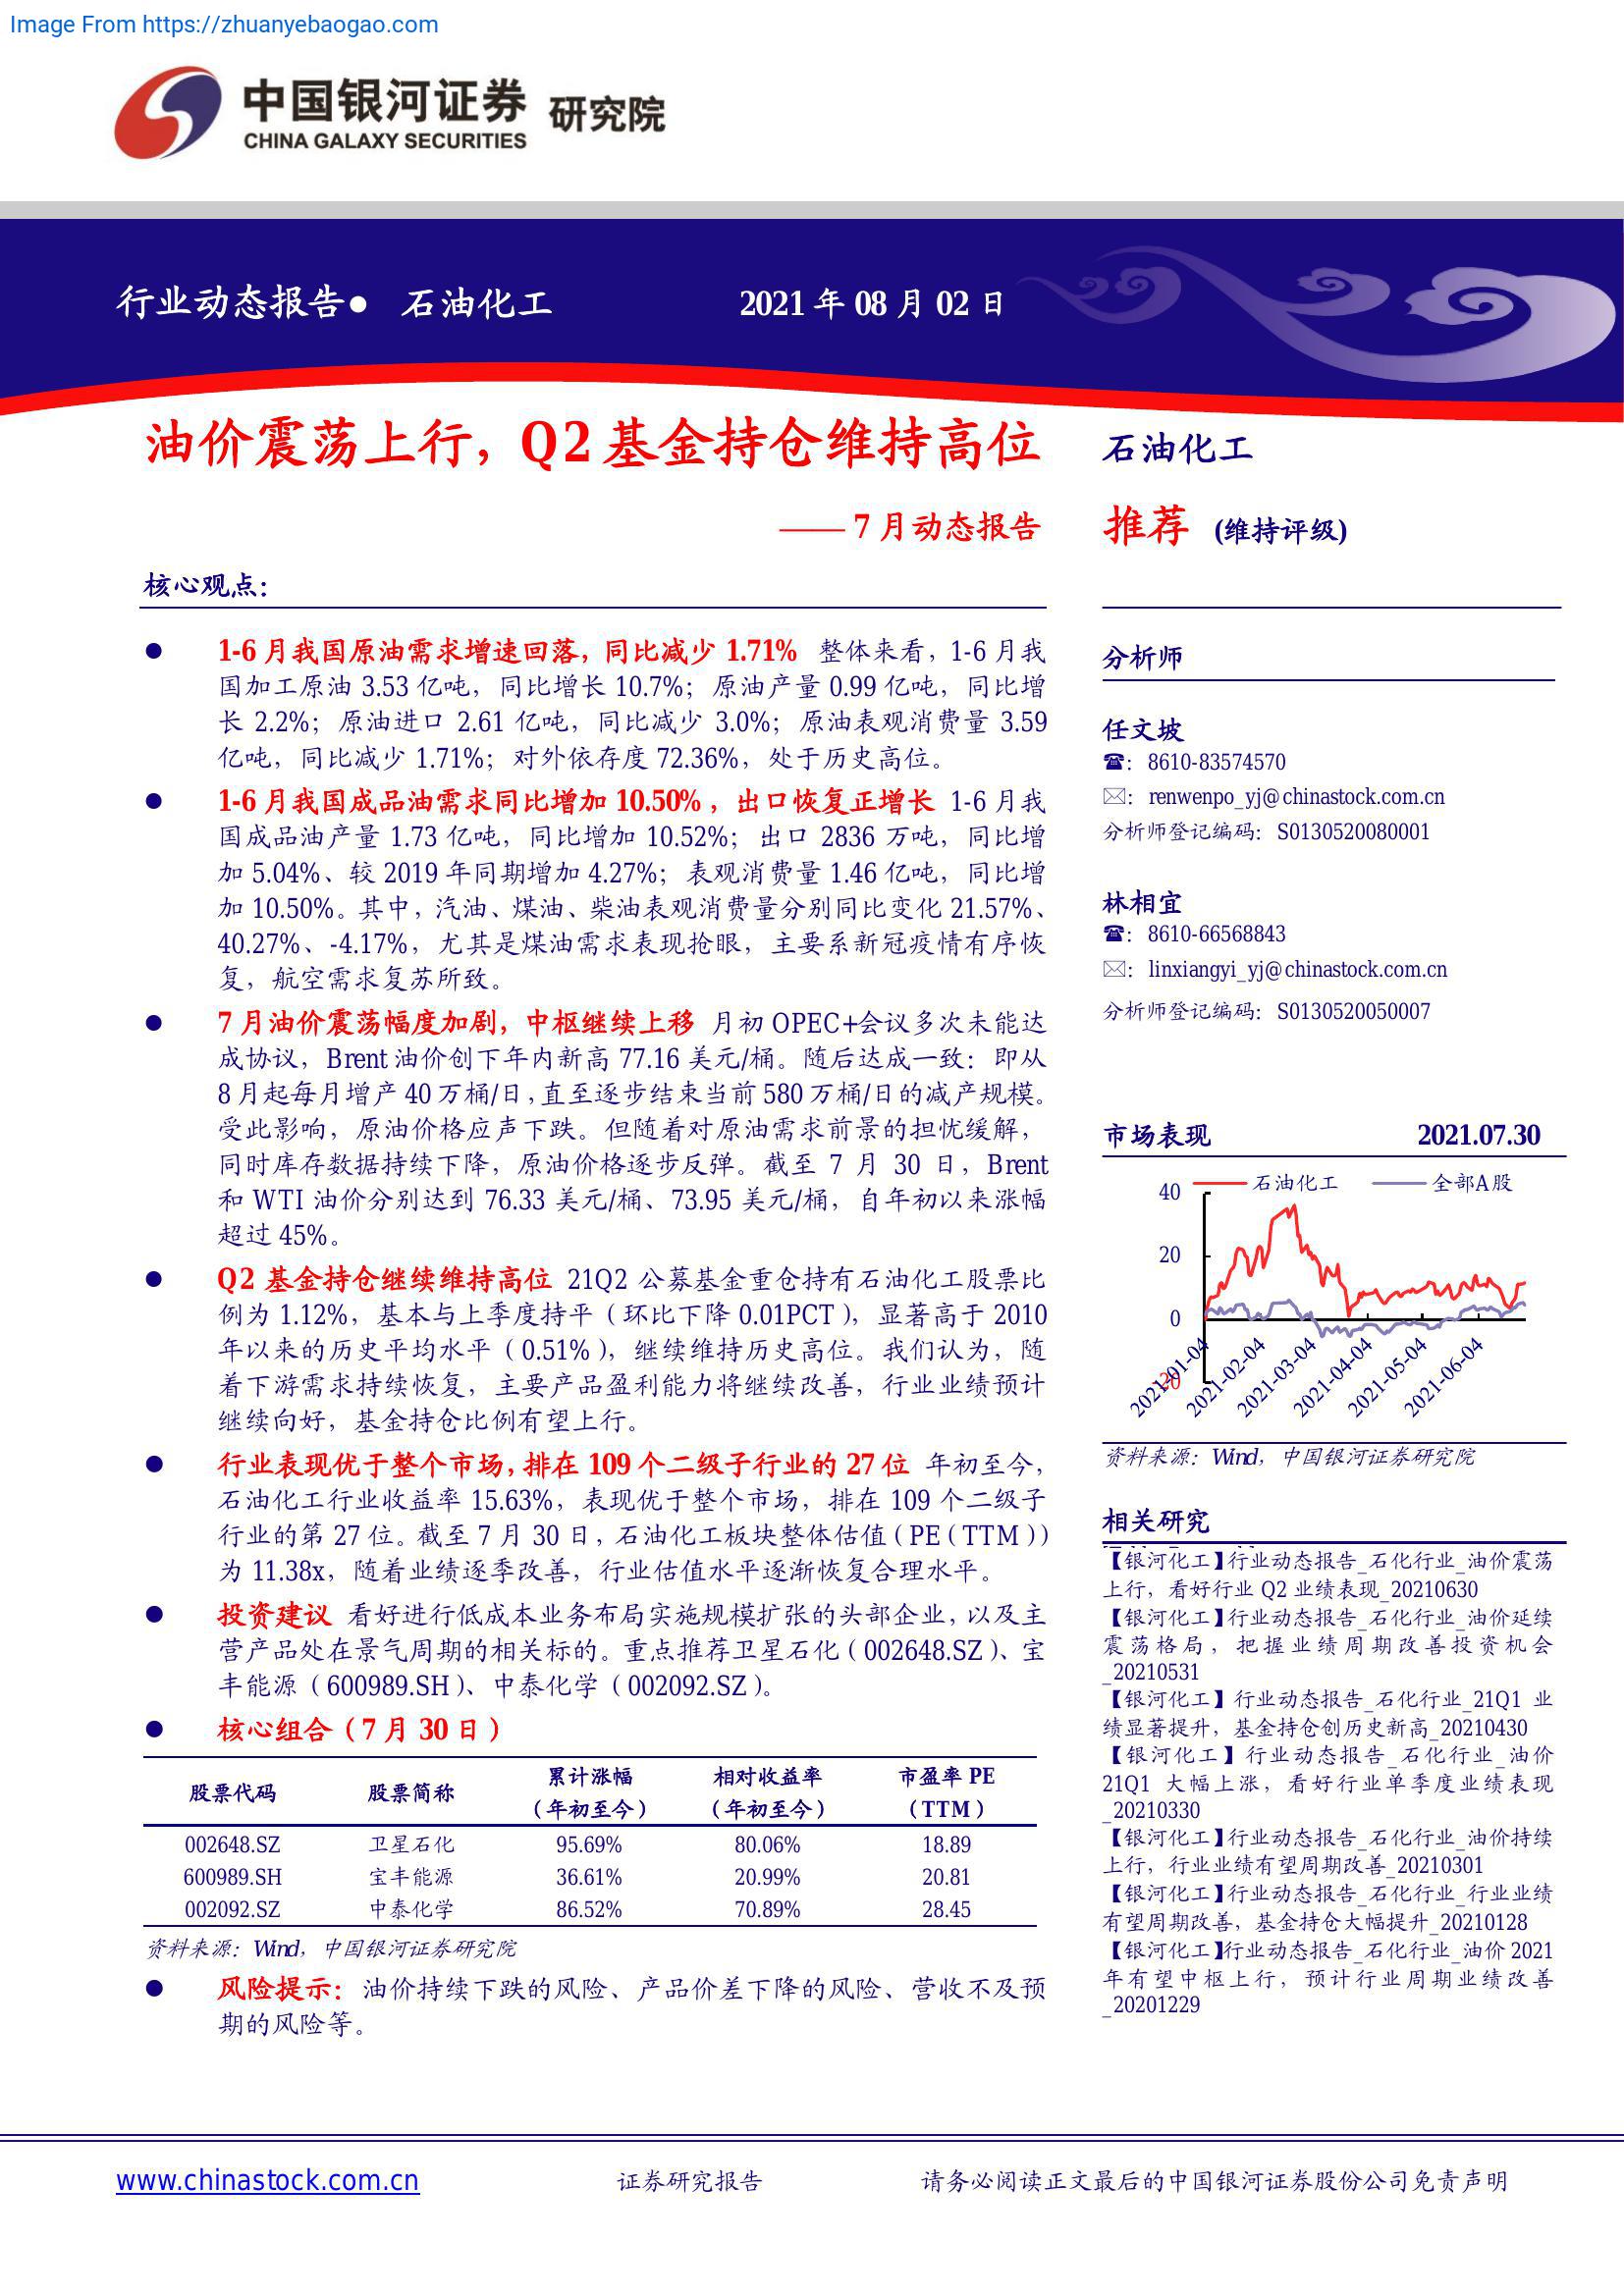 Image From https://zhuanyebaogao.com
中国银河证券 研究院
CHINA GALAXY SECURITIES
行业动态报告● 石油化工 2021 年 08 月 02 日
油价震荡上行，Q2 基金持仓维持高位
—— 7 月动态报告
核心观点：
● 1-6 月我国原油需求增速回落，同比减少 1.71% 整体来看，1-6 月我
国加工原油 3.53 亿吨，同比增长 10.7%；原油产量 0.99 亿吨，同比增
长 2.2%；原油进口 2.61 亿吨，同比减少 3.0%；原油表观消费量 3.59
亿吨，同比减少 1.71%；对外依存度 72.36%，处于历史高位。
● 1-6 月我国成品油需求同比增加 10.50%，出口恢复正增长 1-6 月我
国成品油产量 1.73 亿吨，同比增加 10.52%；出口 2836 万吨，同比增
加 5.04%、较 2019 年同期增加 4.27%；表观消费量 1.46 亿吨，同比增
加 10.50%。其中，汽油、煤油、柴油表观消费量分别同比变化 21.57%、
40.27%、-4.17%，尤其是煤油需求表现抢眼，主要系新冠疫情有序恢
复，航空需求复苏所致。
● 7 月油价震荡幅度加剧，中枢继续上移 月初 OPEC+会议多次未能达
成协议，Brent 油价创下年内新高 77.16 美元/桶。随后达成一致：即从
8 月起每月增产 40 万桶/日，直至逐步结束当前 580 万桶/日的减产规模。
受此影响，原油价格应声下跌。但随着对原油需求前景的担忧缓解，
同时库存数据持续下降，原油价格逐步反弹。截至 7 月 30 日，Brent
和 WTI 油价分别达到 76.33 美元/桶、73.95 美元/桶，自年初以来涨幅
超过 45%。
● Q2 基金持仓继续维持高位 21Q2 公募基金重仓持有石油化工股票比
例为 1.12%，基本与上季度持平（环比下降 0.01PCT），显著高于 2010
年以来的历史平均水平（0.51%），继续维持历史高位。我们认为，随
着下游需求持续恢复，主要产品盈利能力将继续改善，行业业绩预计
继续向好，基金持仓比例有望上行。
● 行业表现优于整个市场，排在 109 个二级子行业的 27 位 年初至今，
石油化工行业收益率 15.63%，表现优于整个市场，排在 109 个二级子
行业的第 27 位。截至 7 月 30 日，石油化工板块整体估值（PE（TTM））
为 11.38x，随着业绩逐季改善，行业估值水平逐渐恢复合理水平。
● 投资建议 看好进行低成本业务布局实施规模扩张的头部企业，以及主
营产品处在景气周期的相关标的。重点推荐卫星石化（002648.SZ）、宝
丰能源（600989.SH）、中泰化学（002092.SZ）。
● 核心组合（7 月 30 日）
股票代码 股票简称 累计涨幅（年初至今） 相对收益率（年初至今） 市盈率 PE（TTM）
002648.SZ 卫星石化 95.69% 80.06% 18.89
600989.SH 宝丰能源 36.61% 20.99% 20.81
002092.SZ 中泰化学 86.52% 70.89% 28.45
资料来源：Wind，中国银河证券研究院
● 风险提示：油价持续下跌的风险、产品价差下降的风险、营收不及预
期的风险等。
石油化工
推荐 (维持评级)
分析师
任文坡
☎：8610-83574570
✉：renwenpo_yj@chinastock.com.cn
分析师登记编码：S0130520080001
林相宜
☎：8610-66568843
✉：linxiangyi_yj@chinastock.com.cn
分析师登记编码：S0130520050007
市场表现 2021.07.30
石油化工 全部A股
40
20
0
-20
2021-01-04
2021-02-04
2021-03-04
2021-04-04
2021-05-04
2021-06-04
资料来源：Wind，中国银河证券研究院
相关研究
【银河化工】行业动态报告_石化行业_油价震荡
上行，看好行业 Q2 业绩表现_20210630
【银河化工】行业动态报告_石化行业_油价延续
震荡格局，把握业绩周期改善投资机会
_20210531
【银河化工】行业动态报告_石化行业_21Q1 业
绩显著提升，基金持仓创历史新高_20210430
【银河化工】行业动态报告_石化行业_油价
21Q1 大幅上涨，看好行业单季度业绩表现
_20210330
【银河化工】行业动态报告_石化行业_油价持续
上行，行业业绩有望周期改善_20210301
【银河化工】行业动态报告_石化行业_行业业绩
有望周期改善，基金持仓大幅提升_20210128
【银河化工】行业动态报告_石化行业_油价 2021
年有望中枢上行，预计行业周期业绩改善
_20201229
www.chinastock.com.cn 证券研究报告 请务必阅读正文最后的中国银河证券股份公司免责声明